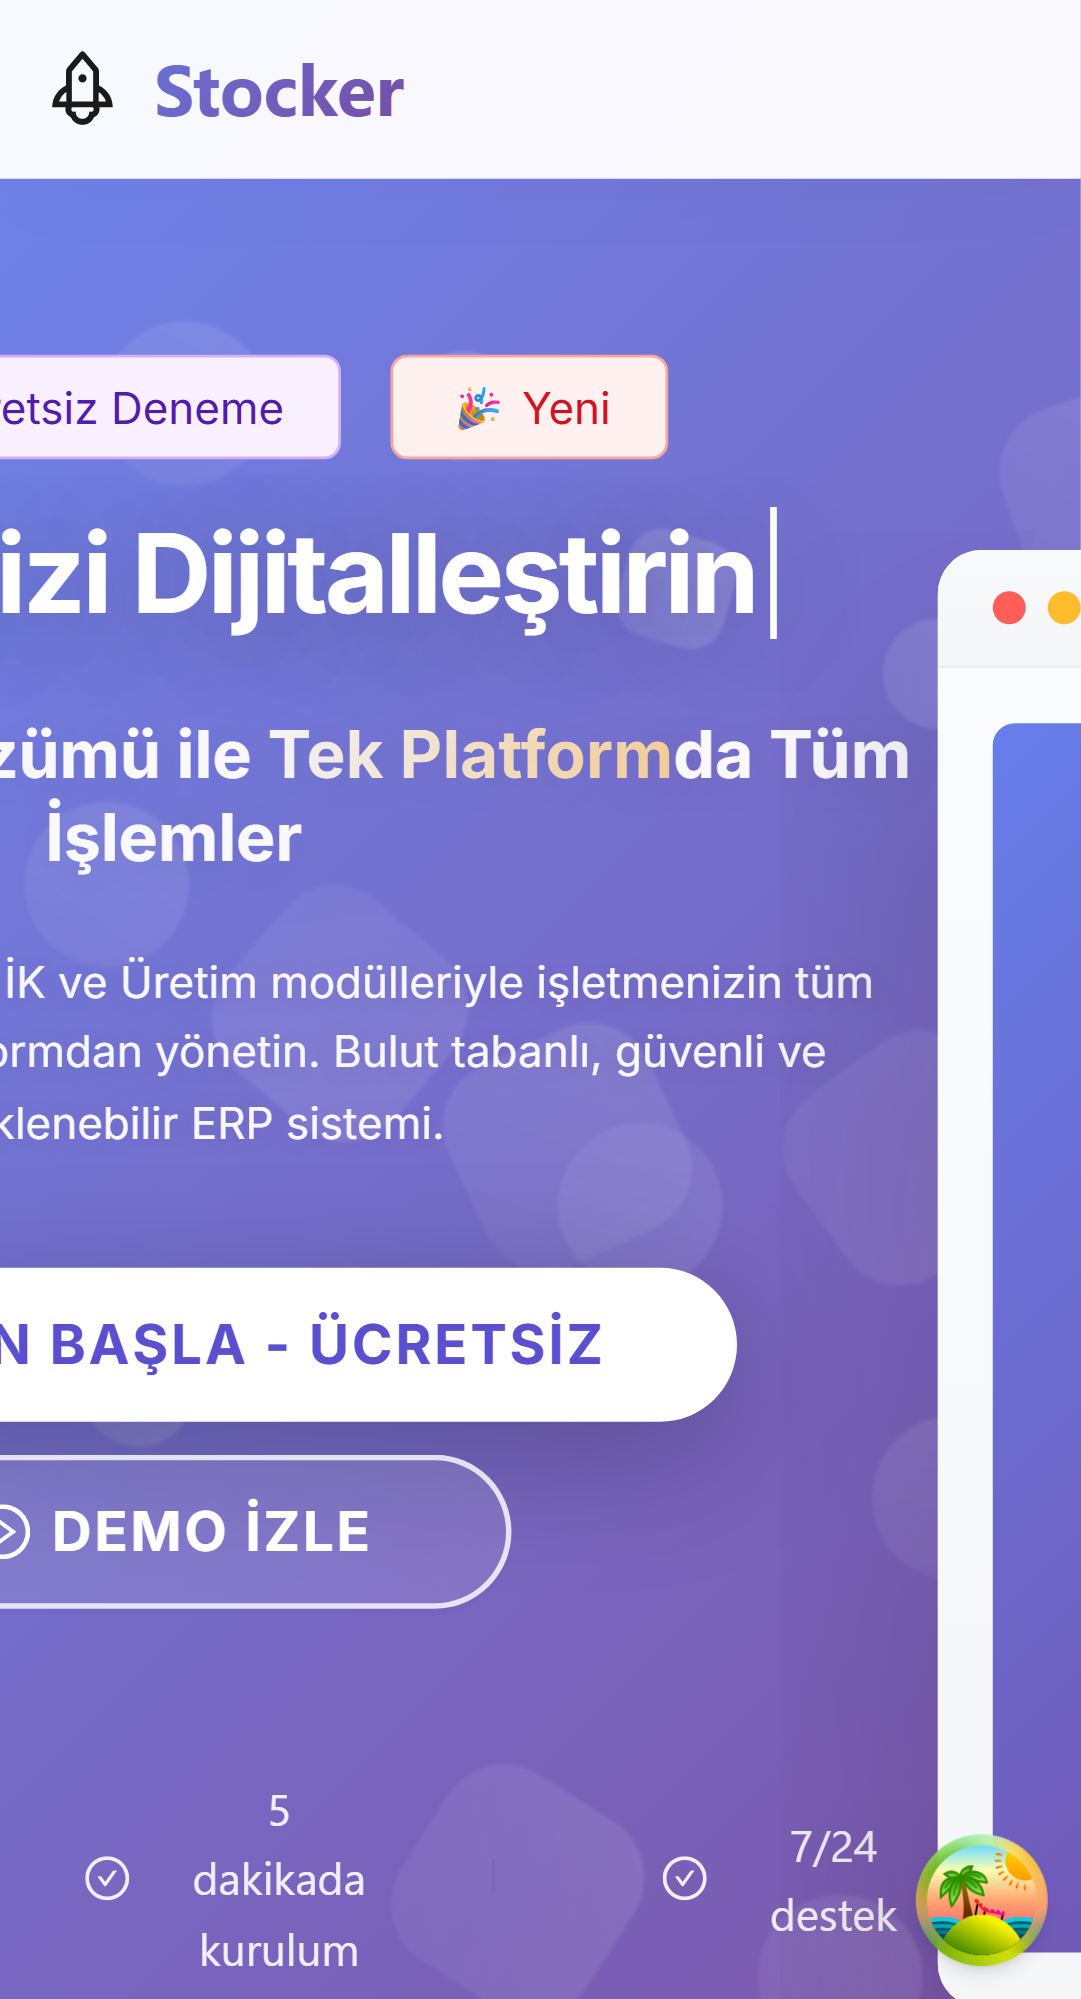 Stocker
retsiz Deneme
🎉 Yeni
izi Dijitalleştirin
zümü ile Tek Platformda Tüm
İşlemler
İK ve Üretim modülleriyle işletmenizin tüm
ormdan yönetin. Bulut tabanlı, güvenli ve
klenebilir ERP sistemi.
N BAŞLA - ÜCRETSİZ
DEMO İZLE
5
dakikada
kurulum
7/24
destek